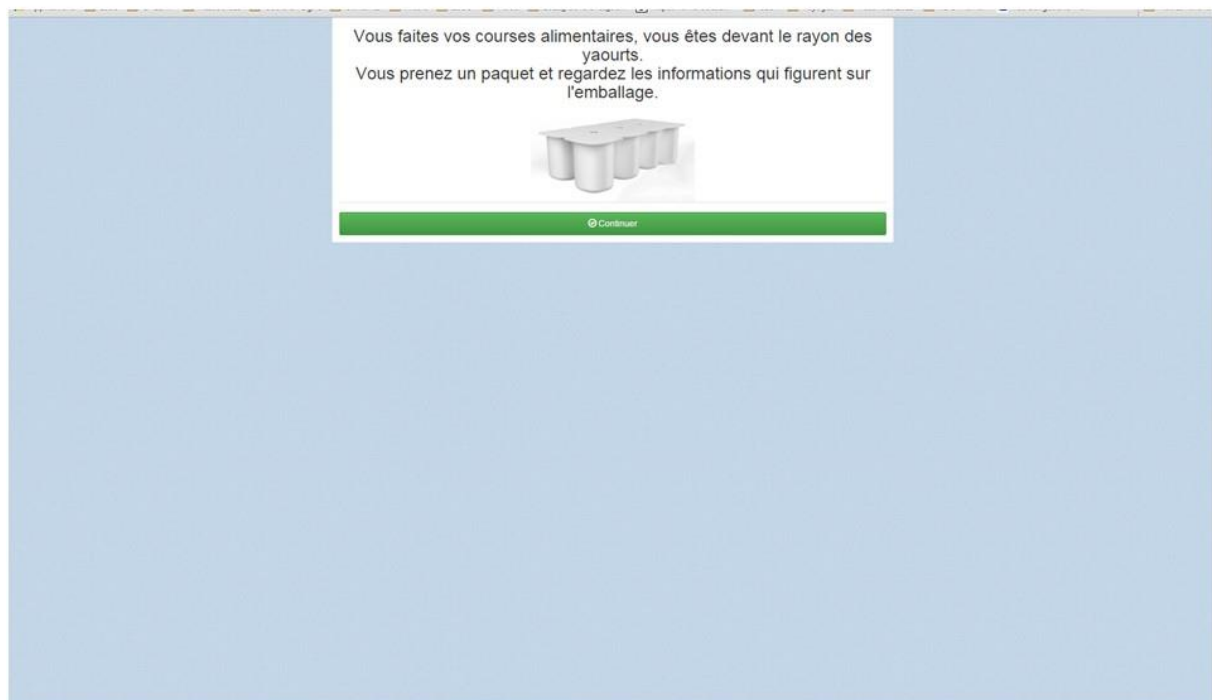 Vous faites vos courses alimentaires, vous êtes devant le rayon des
yaourts.
Vous prenez un paquet et regardez les informations qui figurent sur
l'emballage.
Continuer